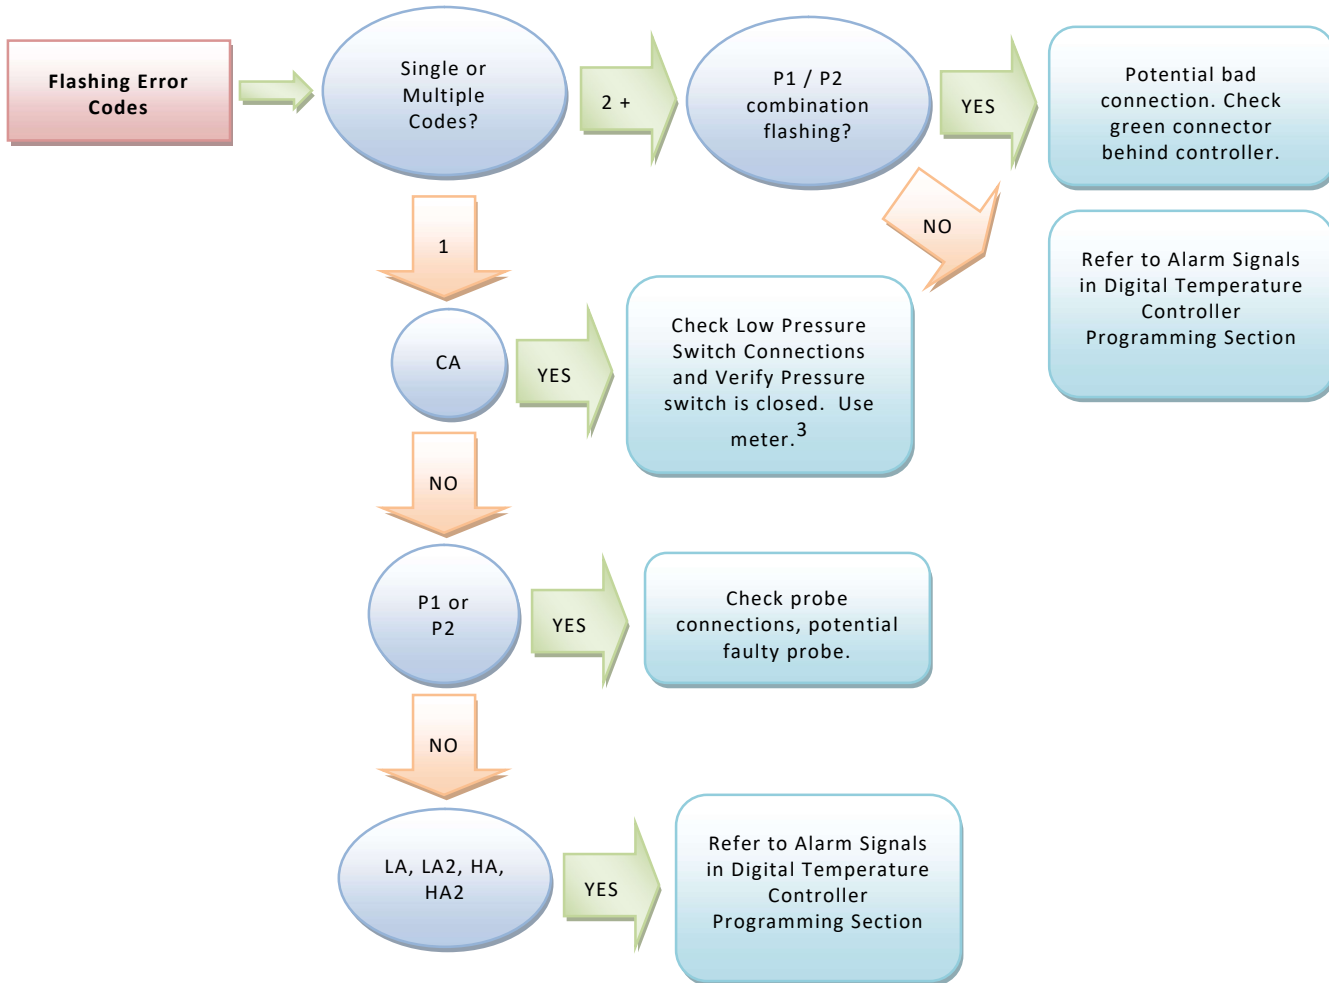 Flashing Error
Codes
Single or
Multiple
Codes?
2 +
P1 / P2
combination
flashing?
YES
Potential bad
connection. Check
green connector
behind controller.
NO
Refer to Alarm Signals
in Digital Temperature
Controller
Programming Section
1
CA
YES
Check Low Pressure
Switch Connections
and Verify Pressure
switch is closed.  Use
meter.3
NO
P1 or
P2
YES
Check probe
connections, potential
faulty probe.
NO
LA, LA2, HA,
HA2
YES
Refer to Alarm Signals
in Digital Temperature
Controller
Programming Section